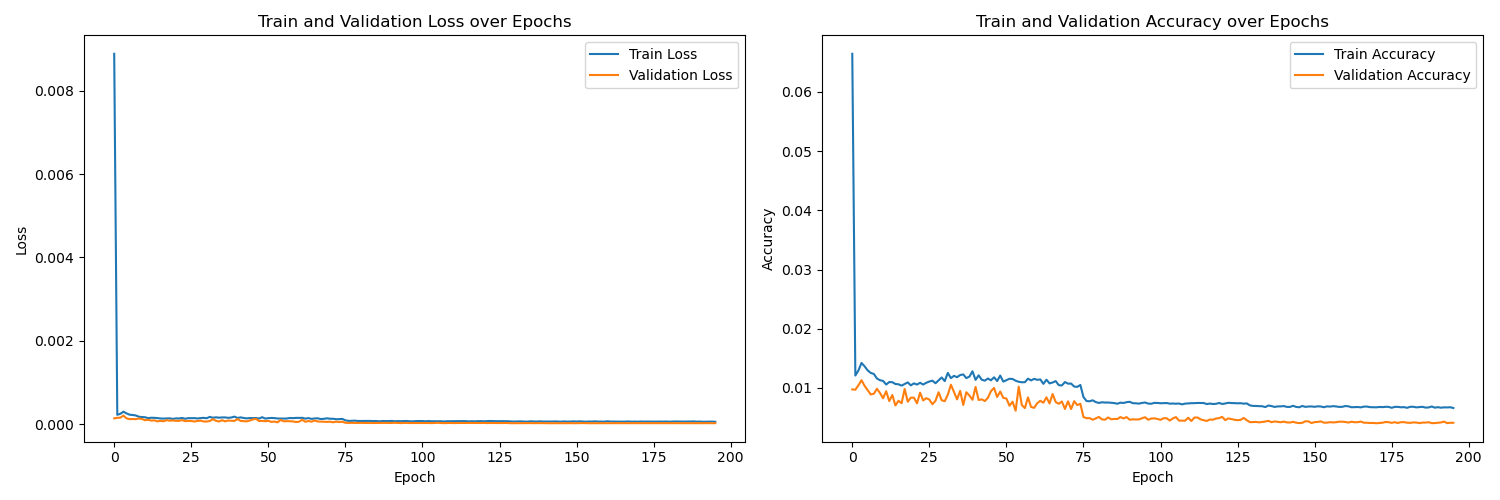 Train and Validation Loss over Epochs
Train Loss
Validation Loss
0.008
0.006
0.004
0.002
0.000
Loss
0 25 50 75 100 125 150 175 200
Epoch
Train and Validation Accuracy over Epochs
Train Accuracy
Validation Accuracy
0.06
0.05
0.04
0.03
0.02
0.01
Accuracy
0 25 50 75 100 125 150 175 200
Epoch